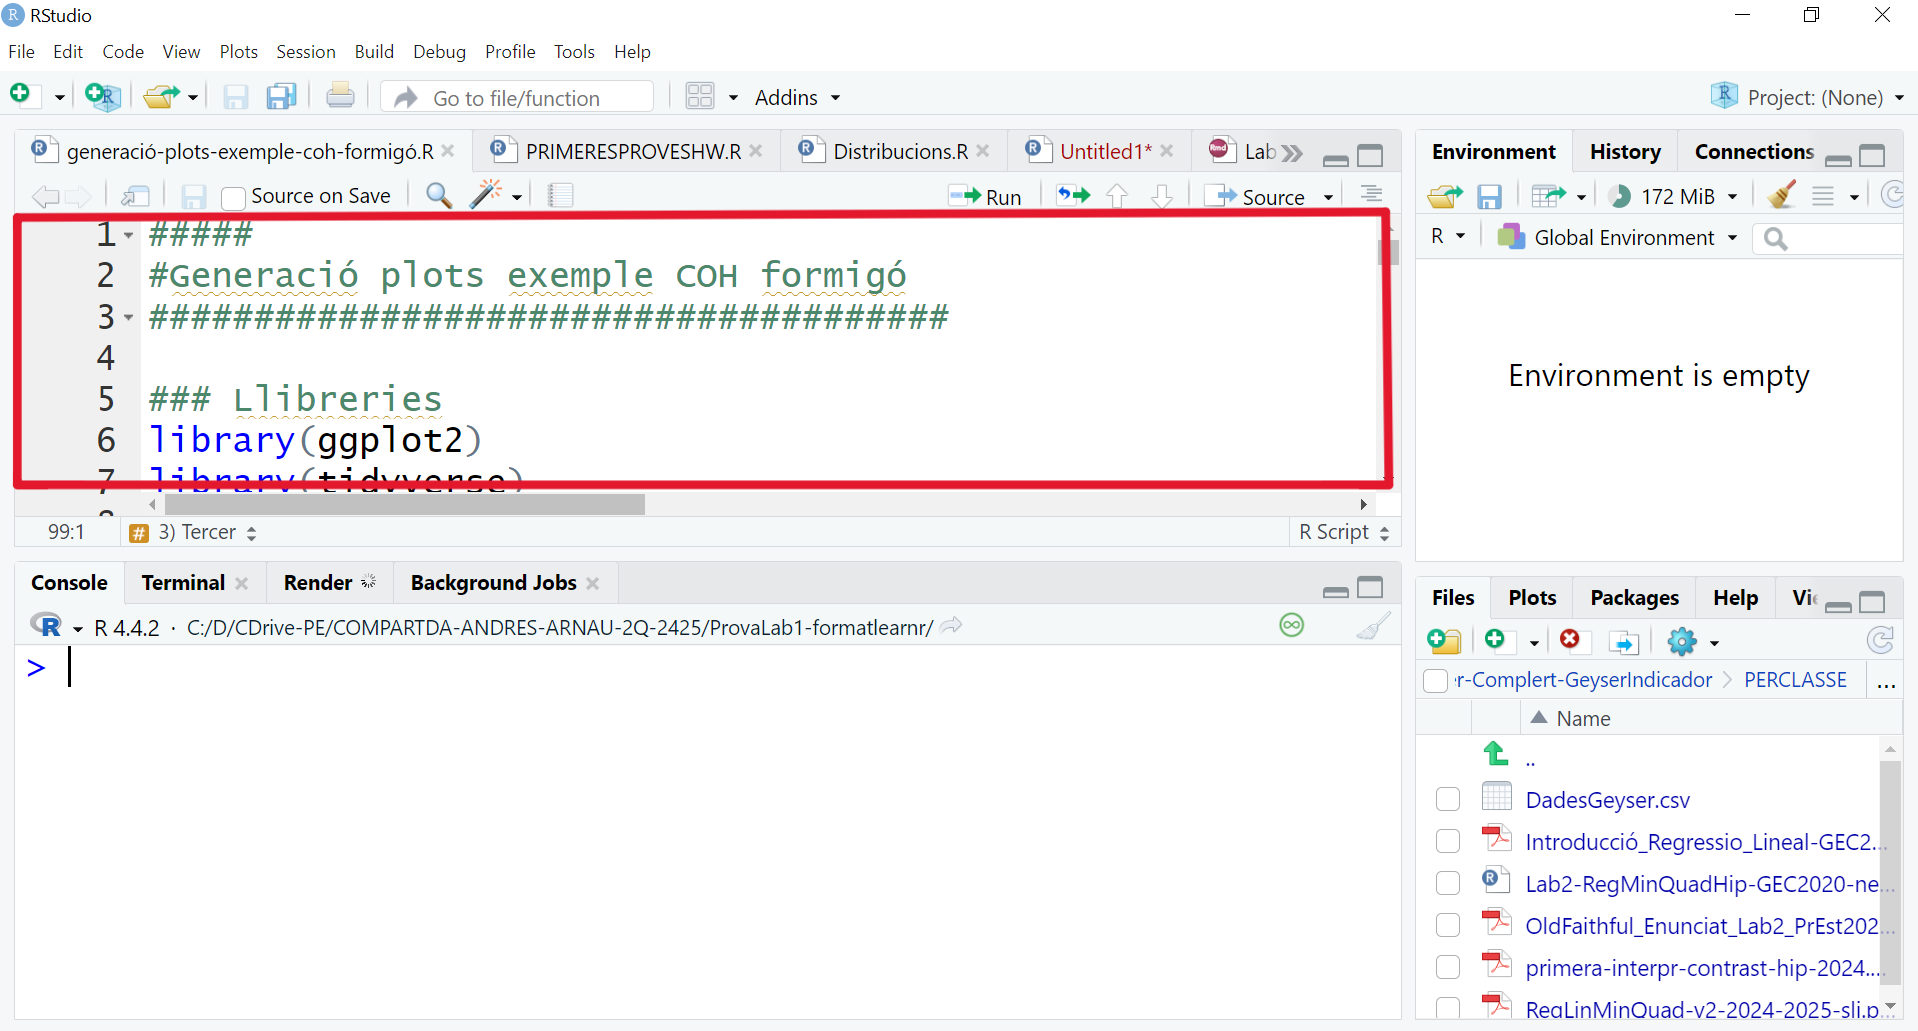 RStudio
File Edit Code View Plots Session Build Debug Profile Tools Help
Go to file/function Addins Project: (None)
generació-plots-exemple-coh-formigó.R PRIMERESPROVESHW.R Distribucions.R Untitled1* Lab
Source on Save Run Source
1 #####
2 #Generació plots exemple COH formigó
3 ######################################
4
5 ### Llibreries
6 library(ggplot2)
7 library(tidyverse)
99:1 # 3) Tercer R Script
Console Terminal Render Background Jobs
R 4.4.2 · C:/D/CDrive-PE/COMPARTDA-ANDRES-ARNAU-2Q-2425/ProvaLab1-formatlearnr/
>
Environment History Connections
172 MiB
R Global Environment
Environment is empty
Files Plots Packages Help Vi
r-Complert-GeyserIndicador > PERCLASSE ...
Name
..
DadesGeyser.csv
Introducció_Regressio_Lineal-GEC2...
Lab2-RegMinQuadHip-GEC2020-ne...
OldFaithful_Enunciat_Lab2_PrEst202...
primera-interpr-contrast-hip-2024....
RegLinMinQuad-v2-2024-2025-sli.p...